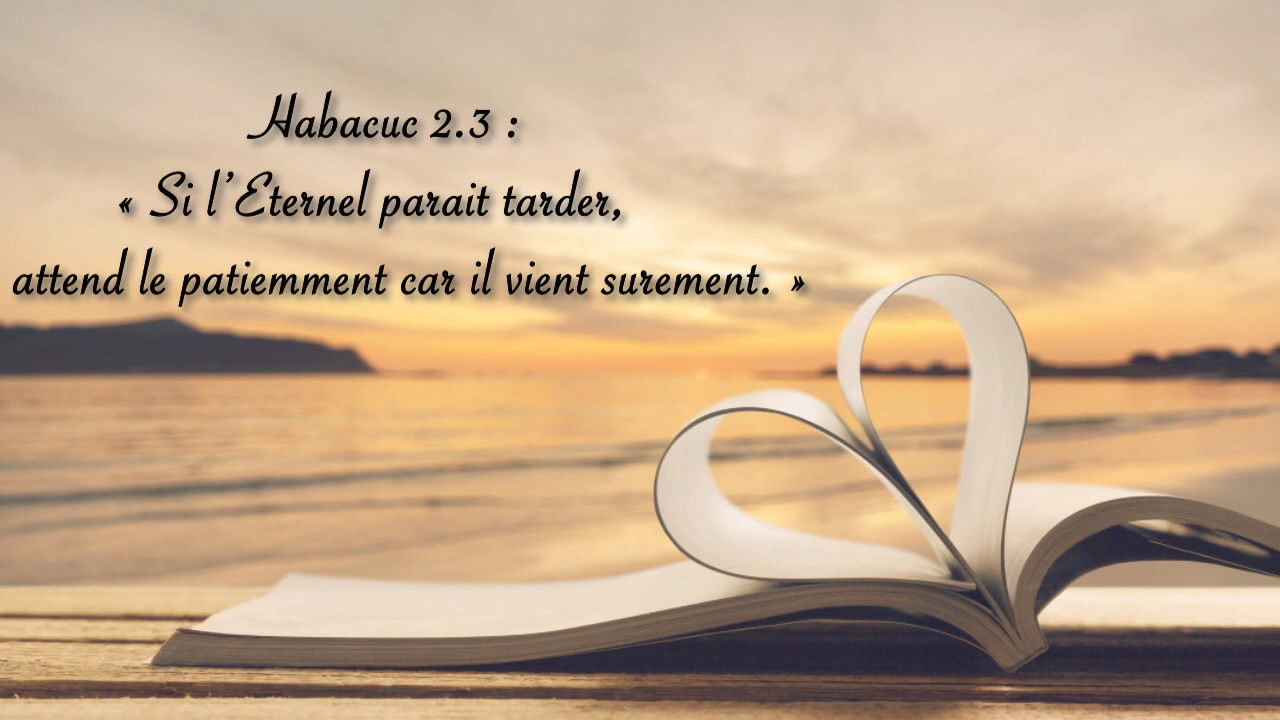 Habacuc 2.3 :
« Si l’Eternel parait tarder,
attend le patiemment car il vient surement. »